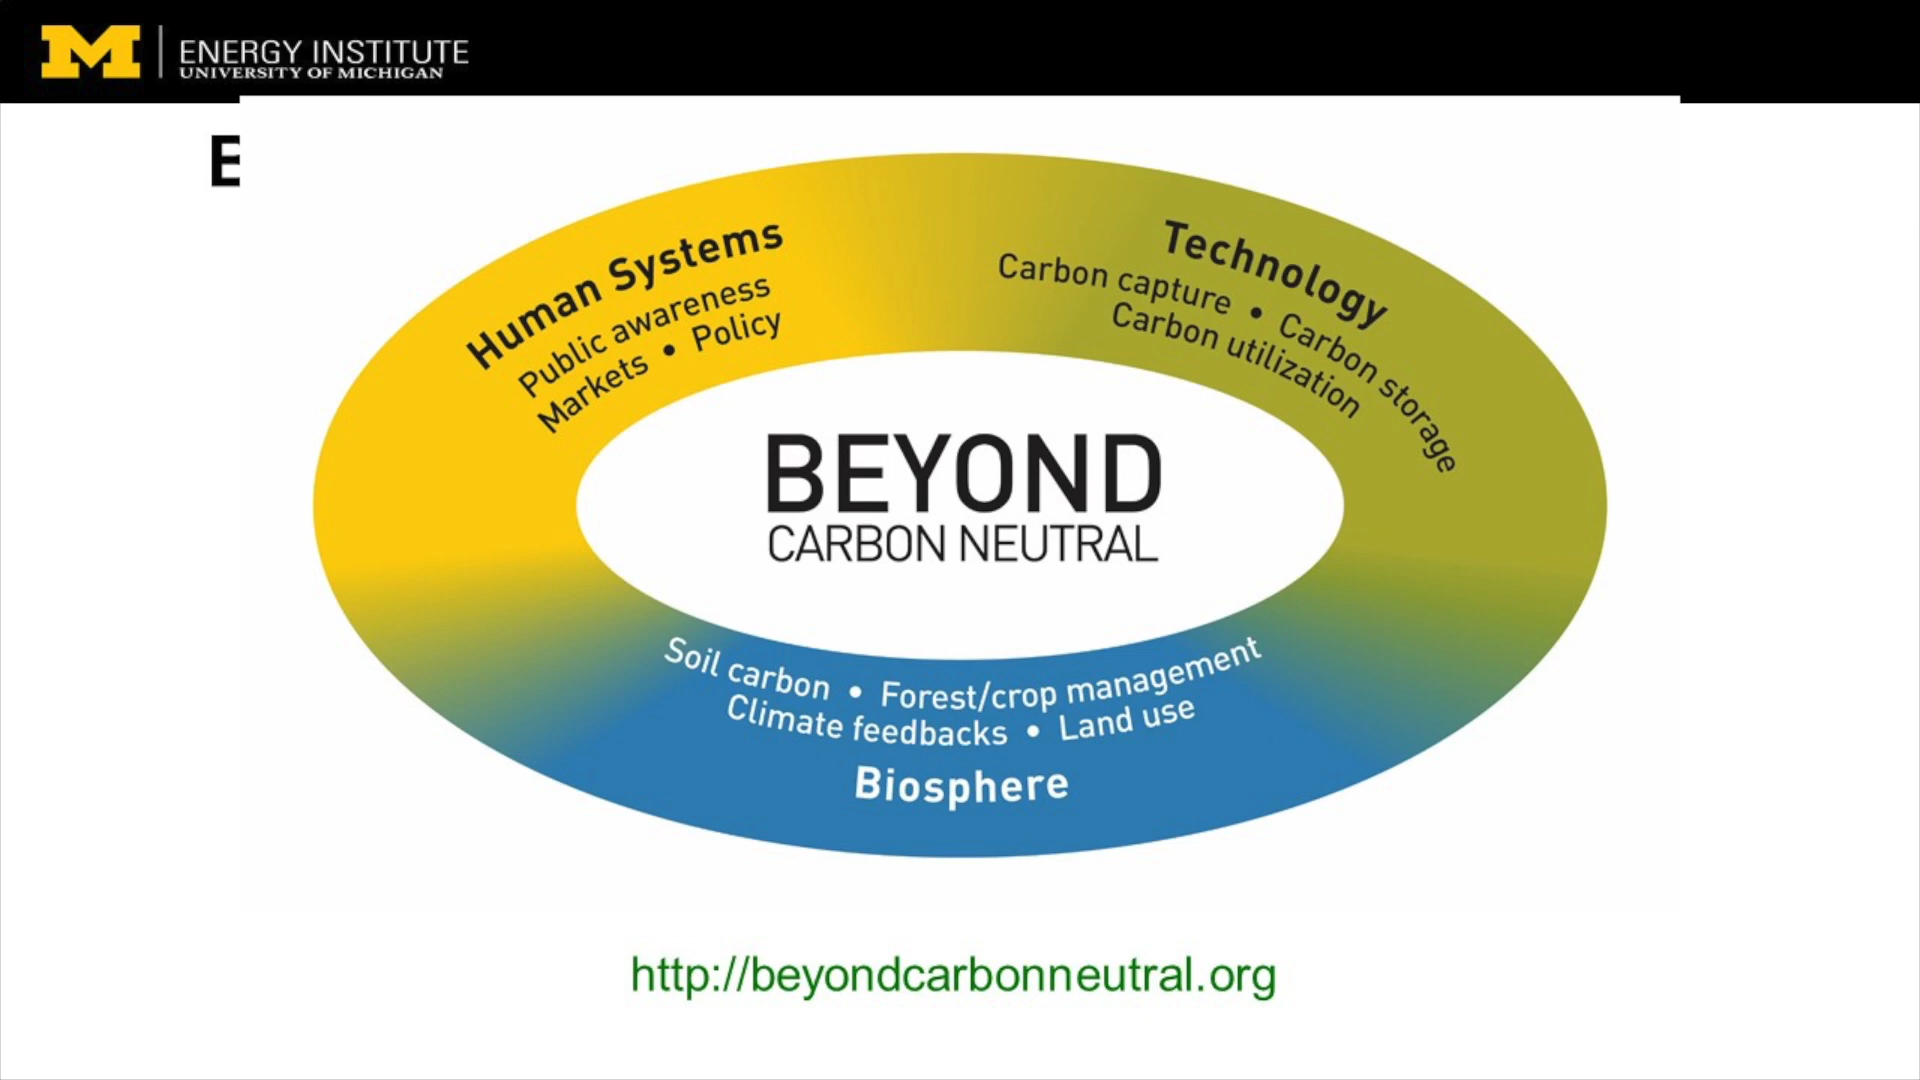 M
ENERGY INSTITUTE
UNIVERSITY OF MICHIGAN
E
Human Systems
Public awareness
Markets • Policy
Technology
Carbon capture • Carbon storage
Carbon utilization
BEYOND
CARBON NEUTRAL
Soil carbon • Forest/crop management
Climate feedbacks • Land use
Biosphere
http://beyondcarbonneutral.org